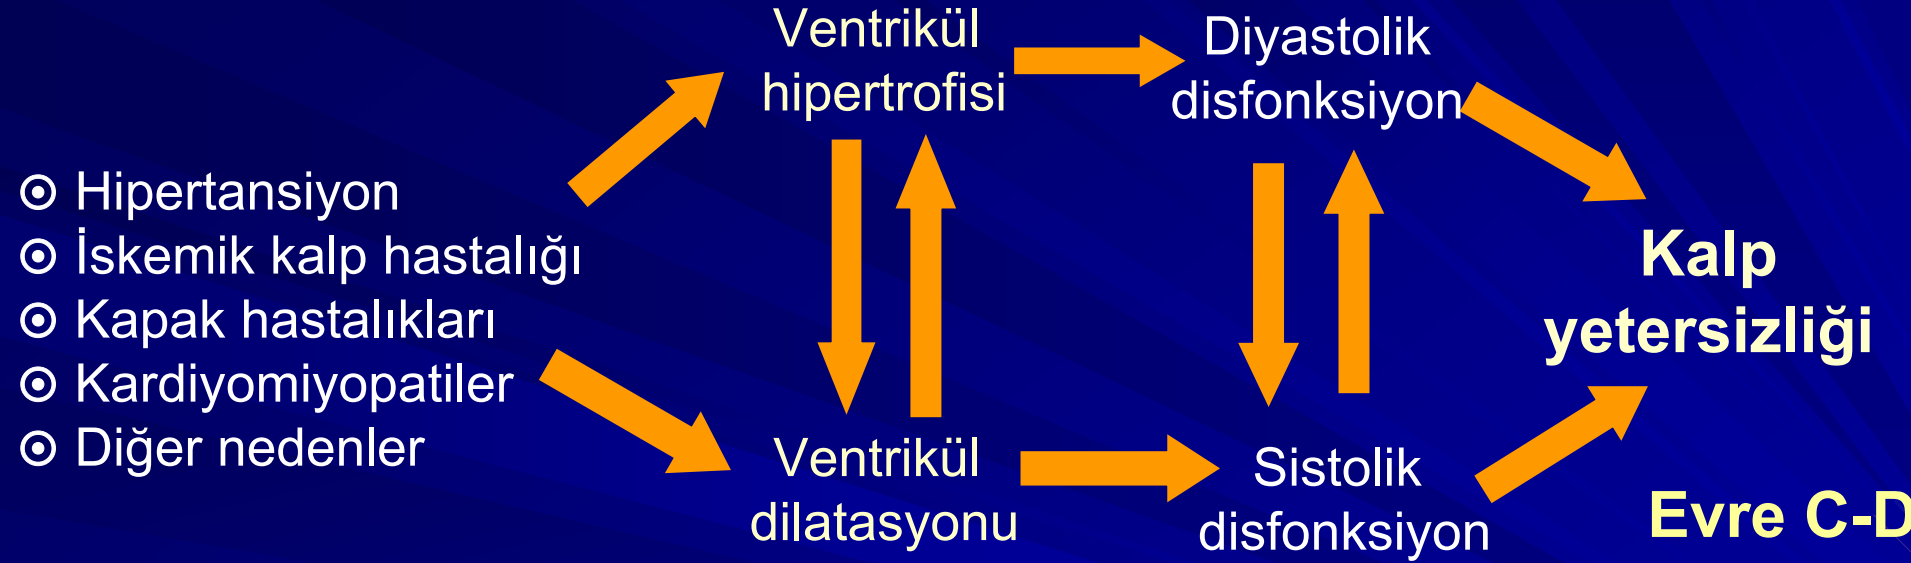 Ventrikül
hipertrofisi
Diyastolik
disfonksiyon
Hipertansiyon
İskemik kalp hastalığı
Kapak hastalıkları
Kardiyomiyopatiler
Diğer nedenler
Kalp
yetersizliği
Ventrikül
dilatasyonu
Sistolik
disfonksiyon
Evre C-D